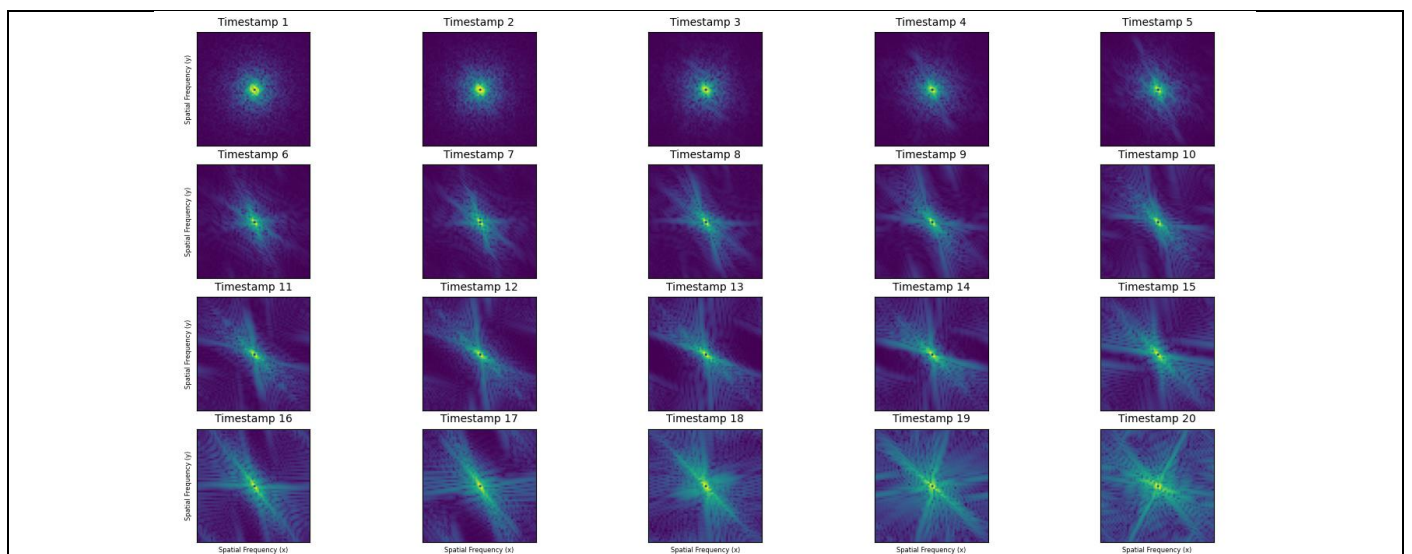 Timestamp 1 Timestamp 2 Timestamp 3 Timestamp 4 Timestamp 5
Spatial Frequency (y)
Timestamp 6 Timestamp 7 Timestamp 8 Timestamp 9 Timestamp 10
Spatial Frequency (y)
Timestamp 11 Timestamp 12 Timestamp 13 Timestamp 14 Timestamp 15
Spatial Frequency (y)
Timestamp 16 Timestamp 17 Timestamp 18 Timestamp 19 Timestamp 20
Spatial Frequency (y)
Spatial Frequency (x) Spatial Frequency (x) Spatial Frequency (x) Spatial Frequency (x) Spatial Frequency (x)